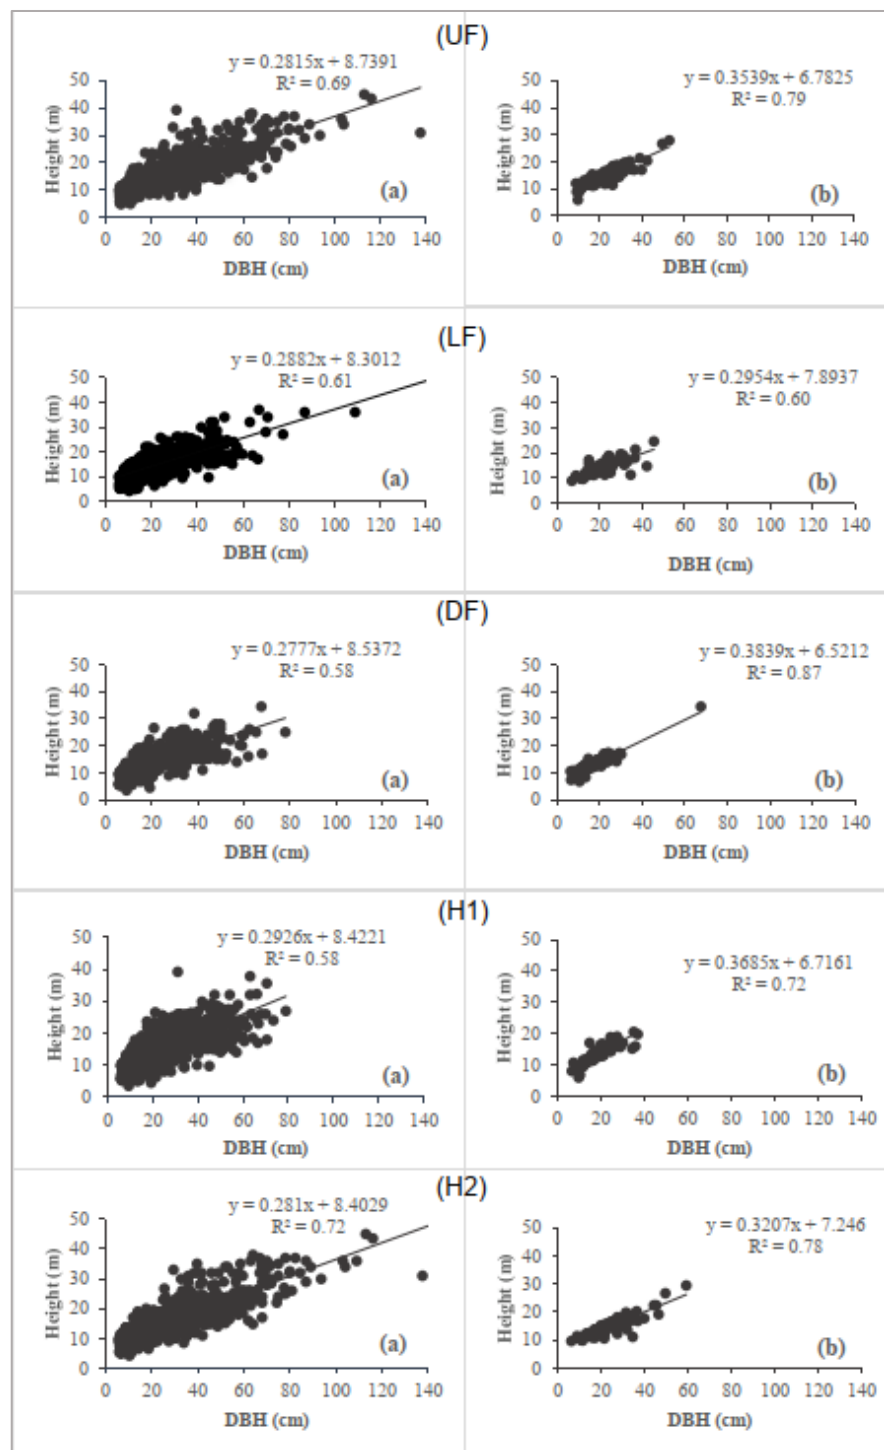 (UF)
y = 0.2815x + 8.7391
R² = 0.69
50
40
30
20
10
0
Height (m)
(a)
0 20 40 60 80 100 120 140
DBH (cm)
y = 0.3539x + 6.7825
R² = 0.79
50
40
30
20
10
0
Height (m)
(b)
0 20 40 60 80 100 120 140
DBH (cm)
(LF)
y = 0.2882x + 8.3012
R² = 0.61
50
40
30
20
10
0
Height (m)
(a)
0 20 40 60 80 100 120 140
DBH (cm)
y = 0.2954x + 7.8937
R² = 0.60
50
40
30
20
10
0
Height (m)
(b)
0 20 40 60 80 100 120 140
DBH (cm)
(DF)
y = 0.2777x + 8.5372
R² = 0.58
50
40
30
20
10
0
Height (m)
(a)
0 20 40 60 80 100 120 140
DBH (cm)
y = 0.3839x + 6.5212
R² = 0.87
50
40
30
20
10
0
Height (m)
(b)
0 20 40 60 80 100 120 140
DBH (cm)
(H1)
y = 0.2926x + 8.4221
R² = 0.58
50
40
30
20
10
0
Height (m)
(a)
0 20 40 60 80 100 120 140
DBH (cm)
y = 0.3685x + 6.7161
R² = 0.72
50
40
30
20
10
0
Height (m)
(b)
0 20 40 60 80 100 120 140
DBH (cm)
(H2)
y = 0.281x + 8.4029
R² = 0.72
50
40
30
20
10
0
Height (m)
(a)
0 20 40 60 80 100 120 140
DBH (cm)
y = 0.3207x + 7.246
R² = 0.78
50
40
30
20
10
0
Height (m)
(b)
0 20 40 60 80 100 120 140
DBH (cm)